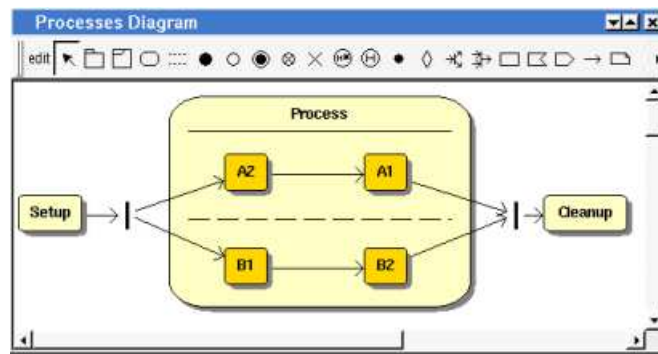 Processes Diagram
edit
Process
A2 A1
Setup Cleanup
B1 B2